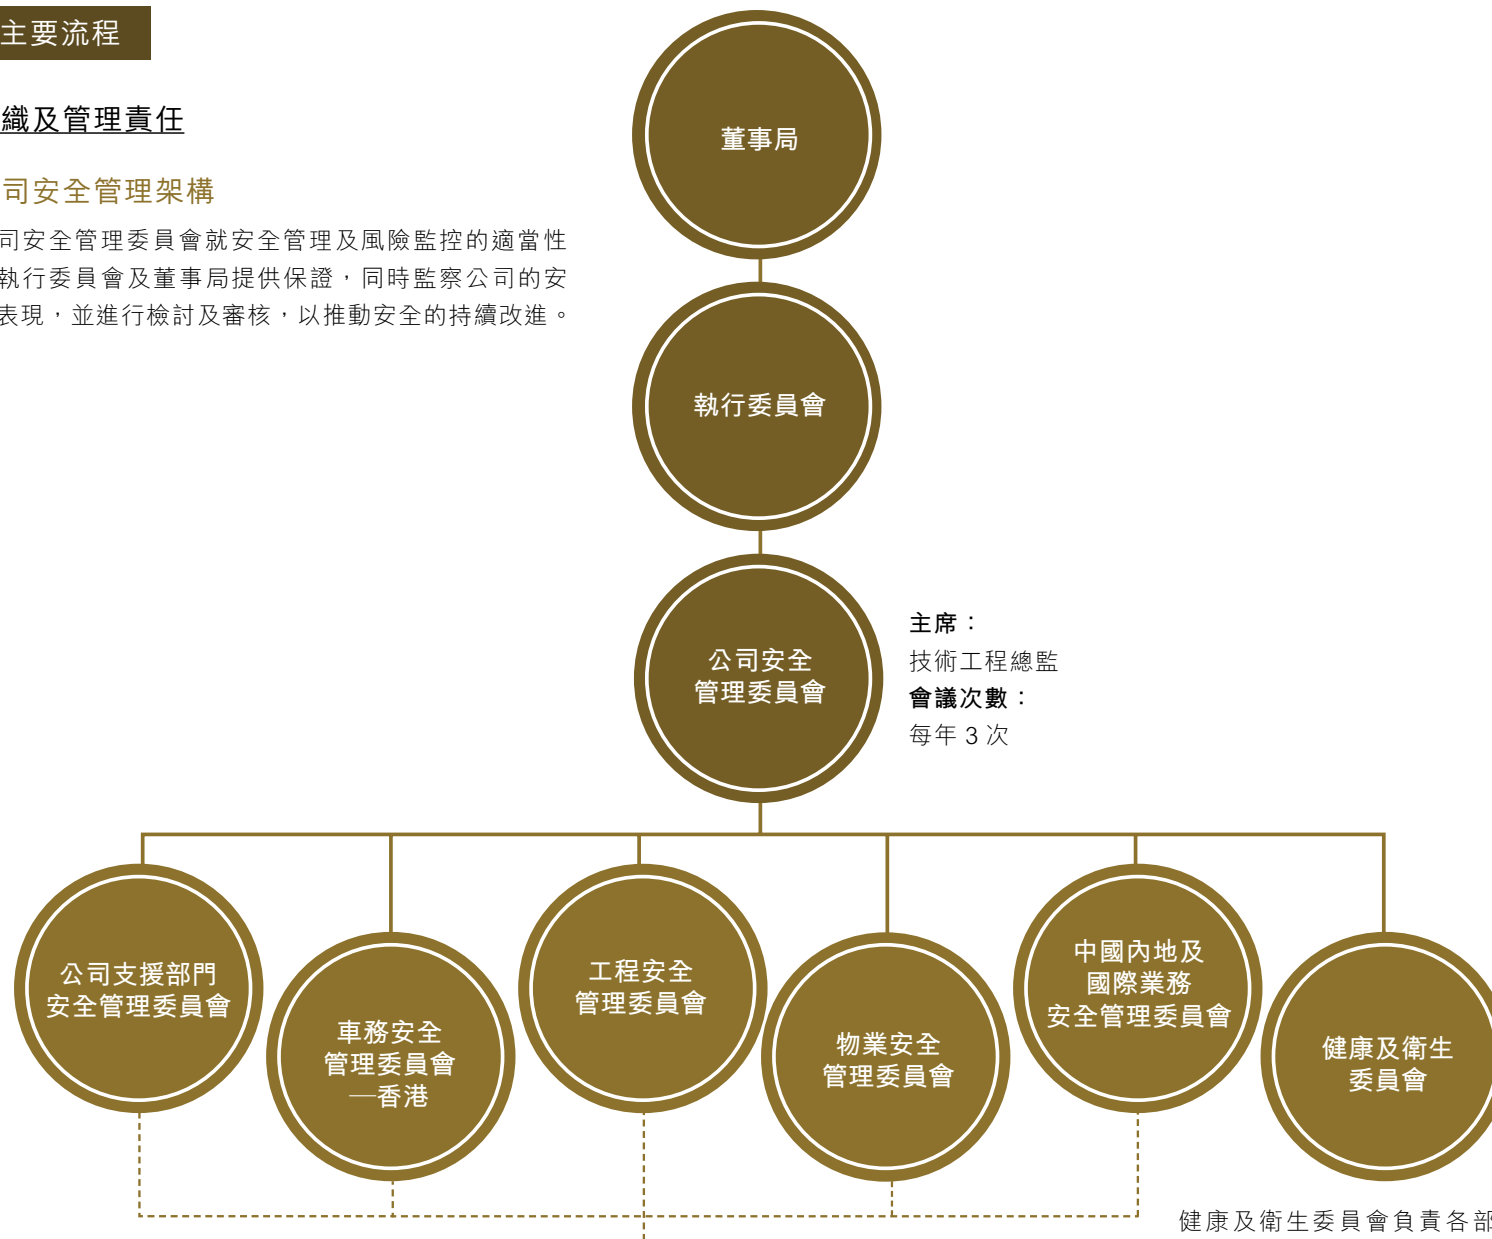 主要流程
織及管理責任
司安全管理架構
司安全管理委員會就安全管理及風險監控的適當性
執行委員會及董事局提供保證，同時監察公司的安
表現，並進行檢討及審核，以推動安全的持續改進。
董事局
執行委員會
公司安全
管理委員會
主席：
技術工程總監
會議次數：
每年 3 次
公司支援部門
安全管理委員會
車務安全
管理委員會
—香港
工程安全
管理委員會
物業安全
管理委員會
中國內地及
國際業務
安全管理委員會
健康及衛生
委員會
健康及衛生委員會負責各部